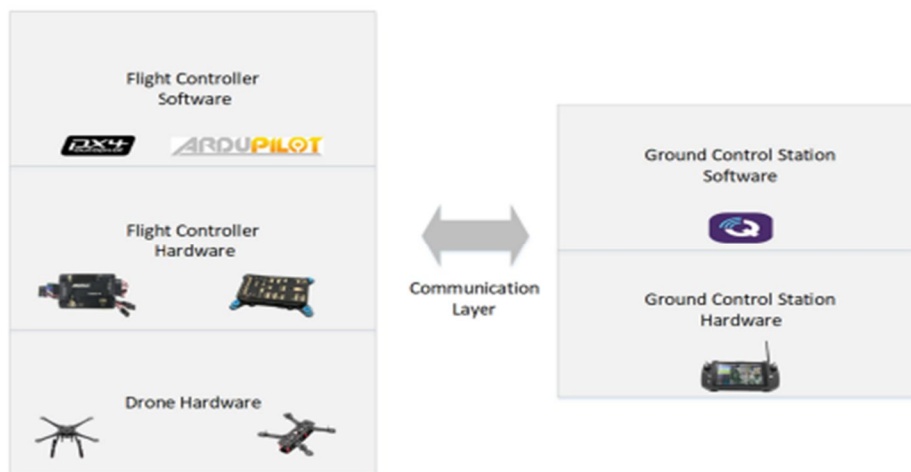 Flight Controller
Software
PX4
ARDUPILOT
Flight Controller
Hardware
Drone Hardware
Communication
Layer
Ground Control Station
Software
Ground Control Station
Hardware